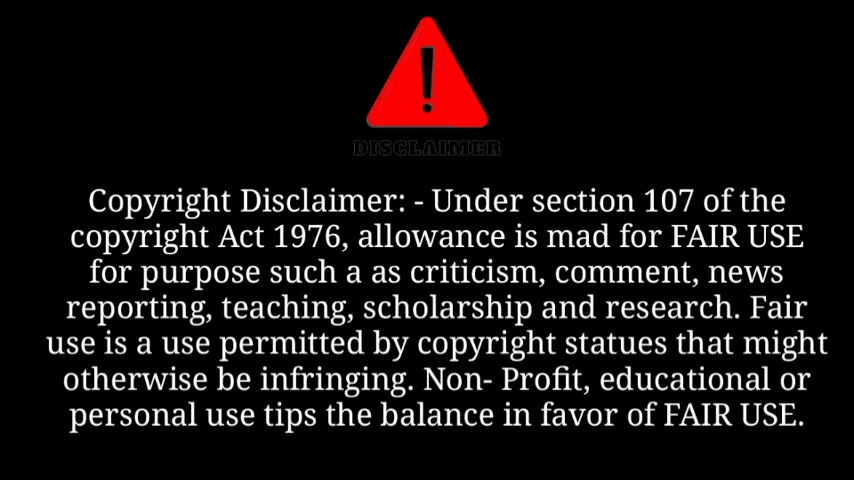 DISCLAIMER
Copyright Disclaimer: - Under section 107 of the
copyright Act 1976, allowance is mad for FAIR USE
for purpose such a as criticism, comment, news
reporting, teaching, scholarship and research. Fair
use is a use permitted by copyright statues that might
otherwise be infringing. Non- Profit, educational or
personal use tips the balance in favor of FAIR USE.